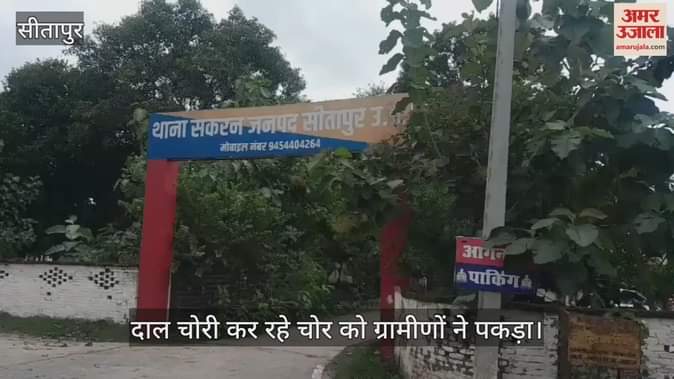 सीतापुर
अमर
उजाला
amarujala.com
थाना सकरन जनपद सीतापुर उ.
मोबाइल नंबर 9454404264
पार्किंग
दाल चोरी कर रहे चोर को ग्रामीणों ने पकड़ा।